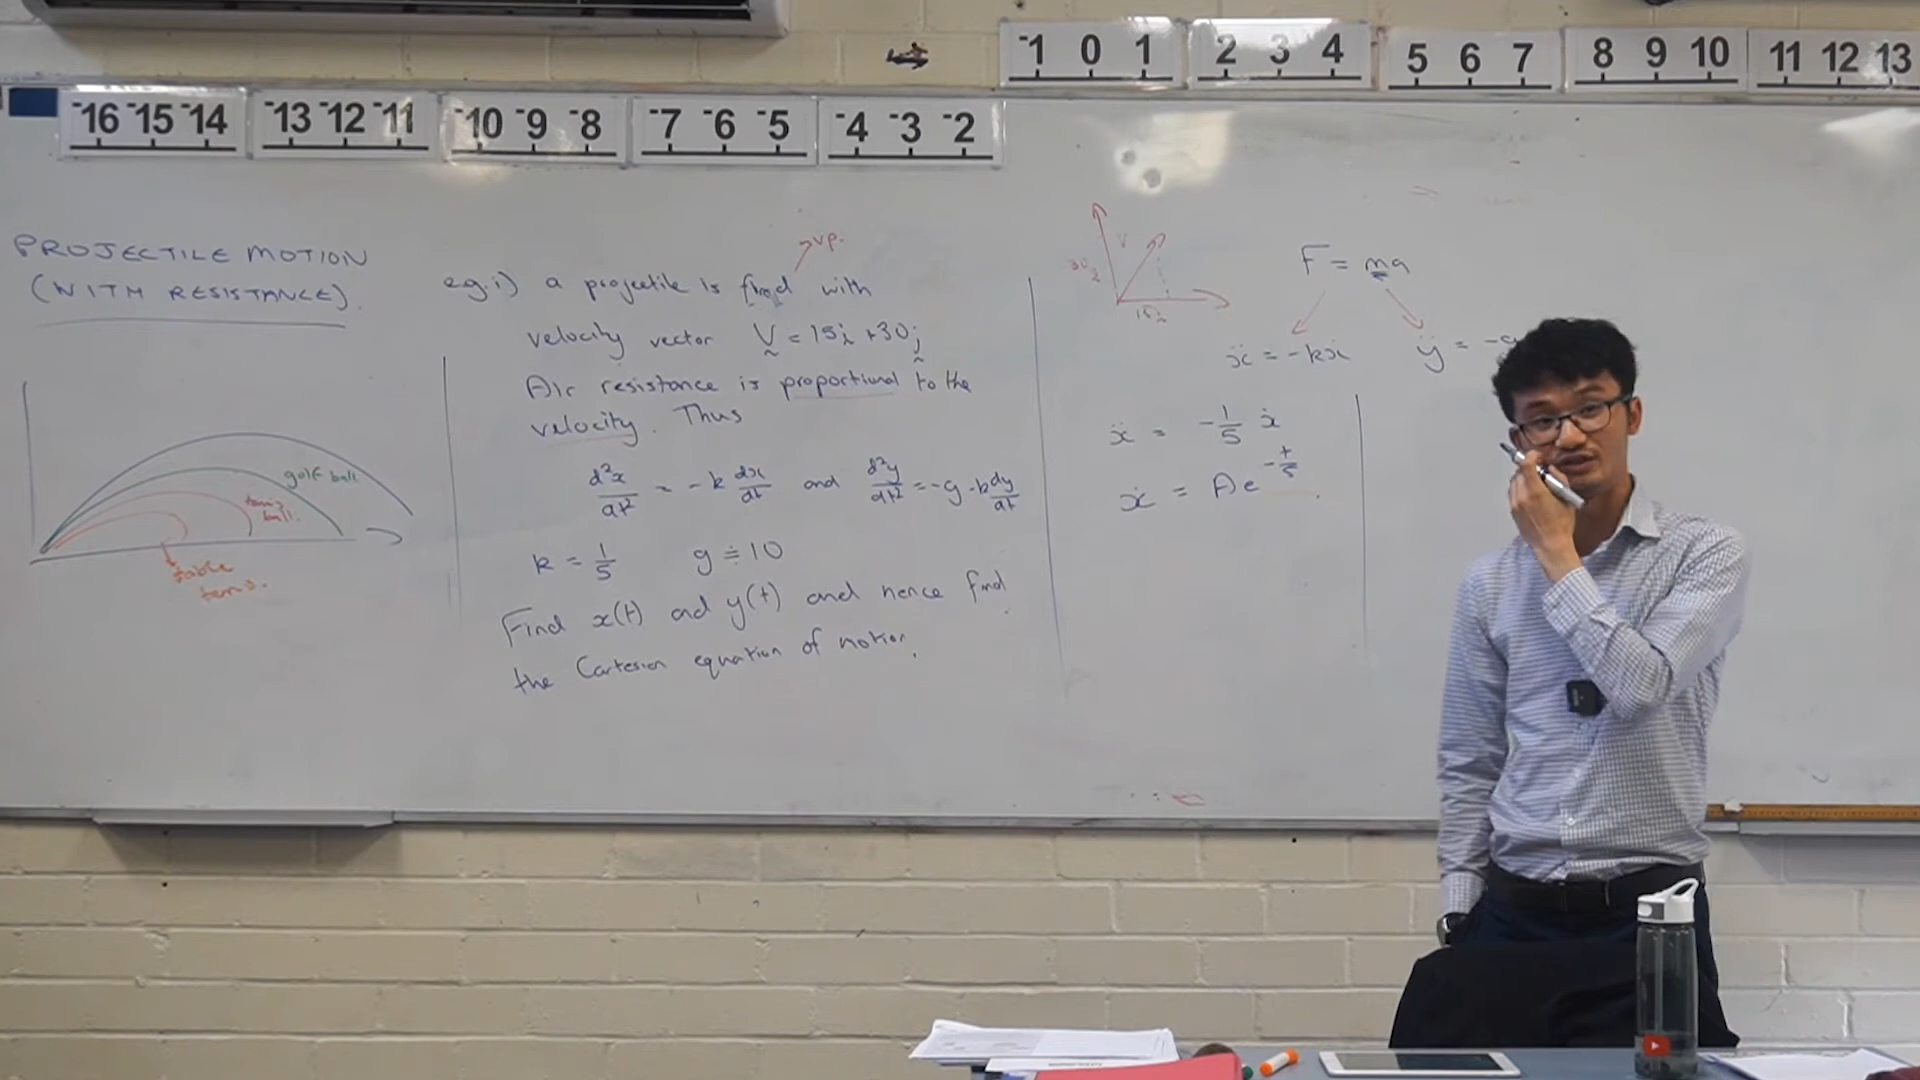 -16 -15 -14 -13 -12 -11 -10 -9 -8 -7 -6 -5 -4 -3 -2 -1 0 1 2 3 4 5 6 7 8 9 10 11 12 13
PROJECTILE MOTION
(WITH RESISTANCE).
golf ball
tennis
ball.
table
tennis.
vp.
e.g. i) a projectile is fired with
velocity vector V = 15i + 30j
Air resistance is proportional to the
velocity. Thus
d²x/dt² = -k dx/dt and d²y/dt² = -g - k dy/dt
k = 1/5 g ≐ 10
Find x(t) and y(t) and hence find
the Cartesian equation of motion.
V
30j
15i
F = ma
ẍ = -kẋ ÿ = -g
ẍ = -1/5 ẋ
ẋ = Ae^(-t/5)